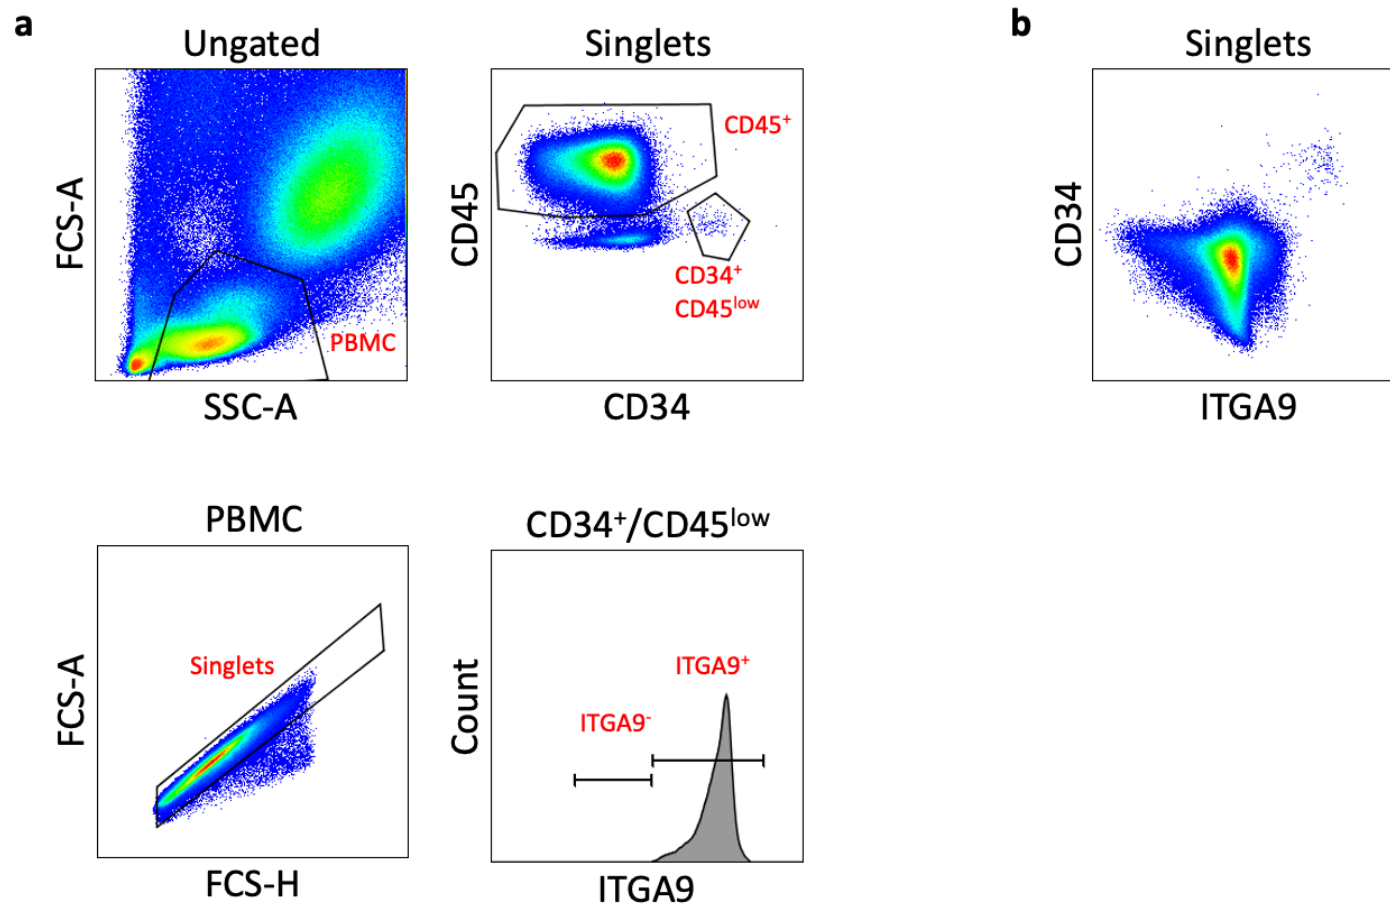 a
Ungated
FCS-A
PBMC
SSC-A
Singlets
CD45
CD45⁺
CD34⁺
CD45ˡᵒʷ
CD34
b
Singlets
CD34
ITGA9
PBMC
FCS-A
Singlets
FCS-H
CD34⁺/CD45ˡᵒʷ
Count
ITGA9⁺
ITGA9⁻
ITGA9